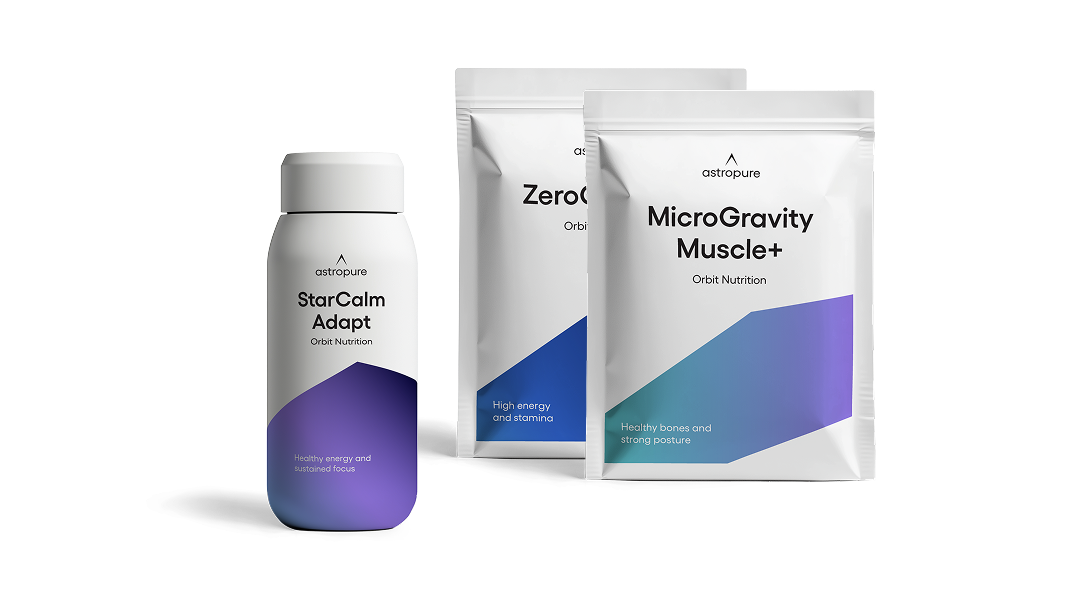 astropure
StarCalm
Adapt
Orbit Nutrition
Healthy energy and
sustained focus
High energy
and stamina
astropure
MicroGravity
Muscle+
Orbit Nutrition
Healthy bones and
strong posture